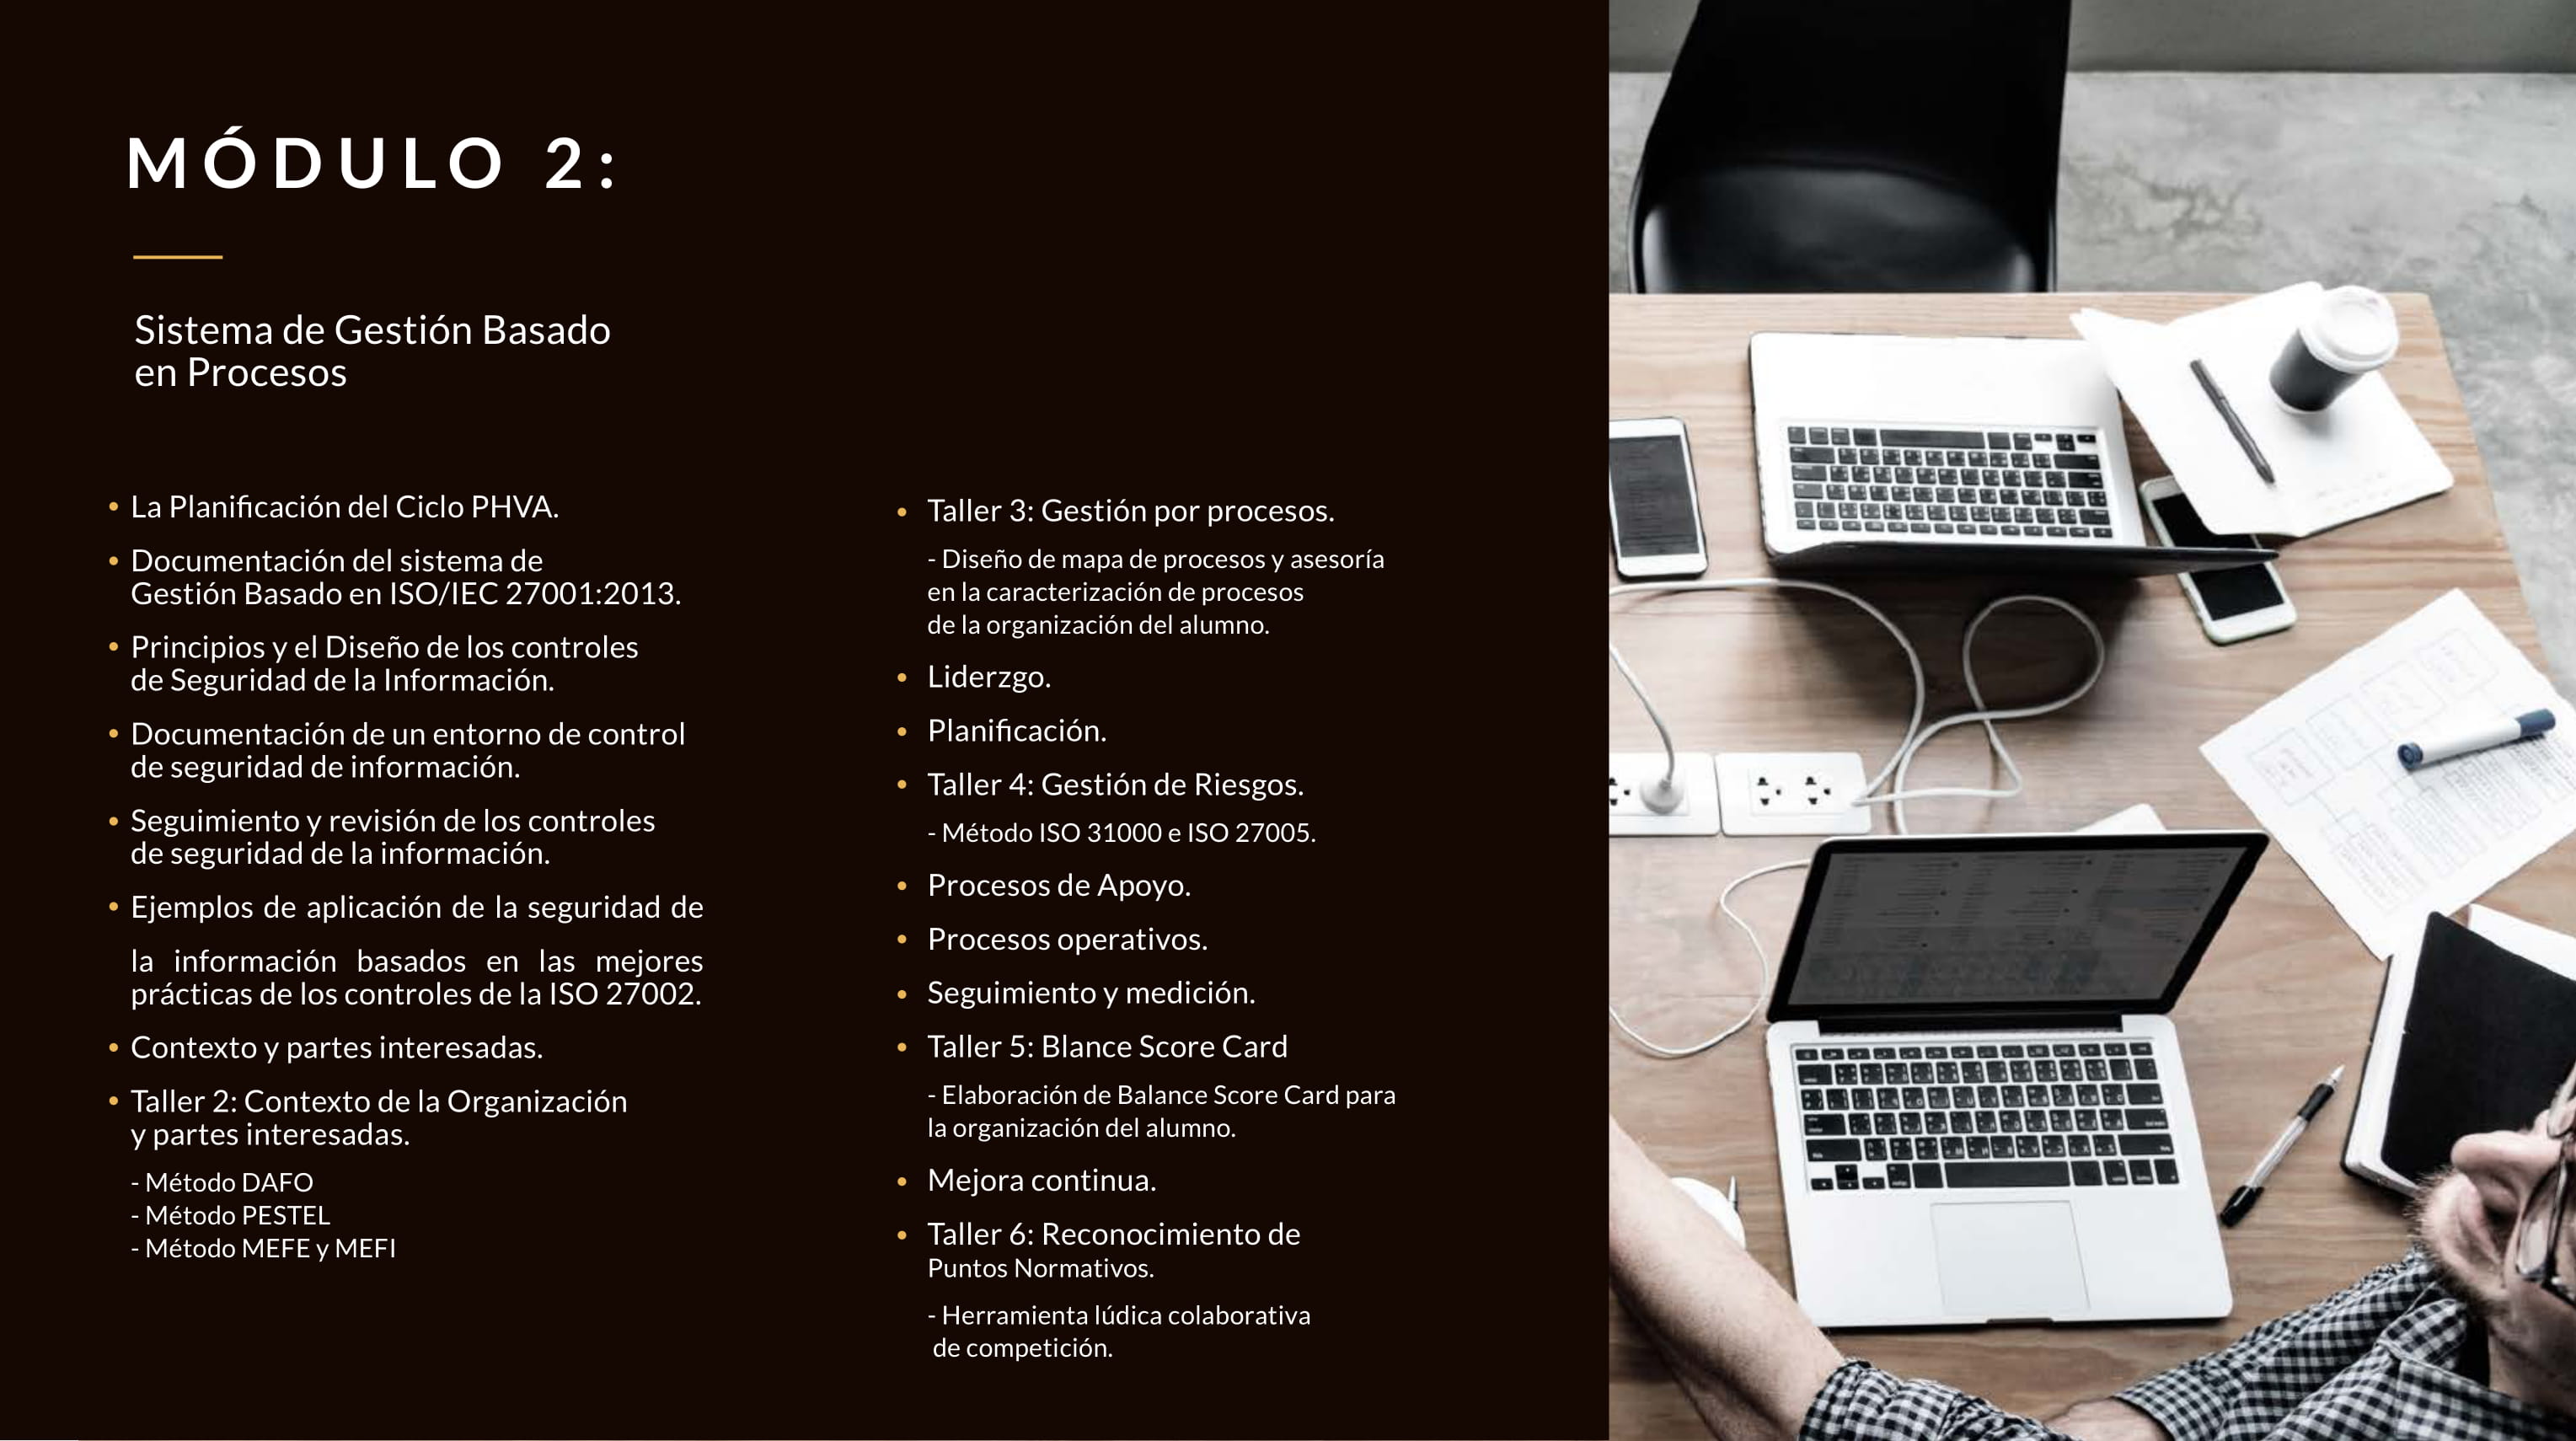 MÓDULO 2:
Sistema de Gestión Basado
en Procesos
• La Planificación del Ciclo PHVA.
• Documentación del sistema de
Gestión Basado en ISO/IEC 27001:2013.
• Principios y el Diseño de los controles
de Seguridad de la Información.
• Documentación de un entorno de control
de seguridad de información.
• Seguimiento y revisión de los controles
de seguridad de la información.
• Ejemplos de aplicación de la seguridad de
la información basados en las mejores
prácticas de los controles de la ISO 27002.
• Contexto y partes interesadas.
• Taller 2: Contexto de la Organización
y partes interesadas.
- Método DAFO
- Método PESTEL
- Método MEFE y MEFI
• Taller 3: Gestión por procesos.
- Diseño de mapa de procesos y asesoría
en la caracterización de procesos
de la organización del alumno.
• Liderzgo.
• Planificación.
• Taller 4: Gestión de Riesgos.
- Método ISO 31000 e ISO 27005.
• Procesos de Apoyo.
• Procesos operativos.
• Seguimiento y medición.
• Taller 5: Blance Score Card
- Elaboración de Balance Score Card para
la organización del alumno.
• Mejora continua.
• Taller 6: Reconocimiento de
Puntos Normativos.
- Herramienta lúdica colaborativa
de competición.